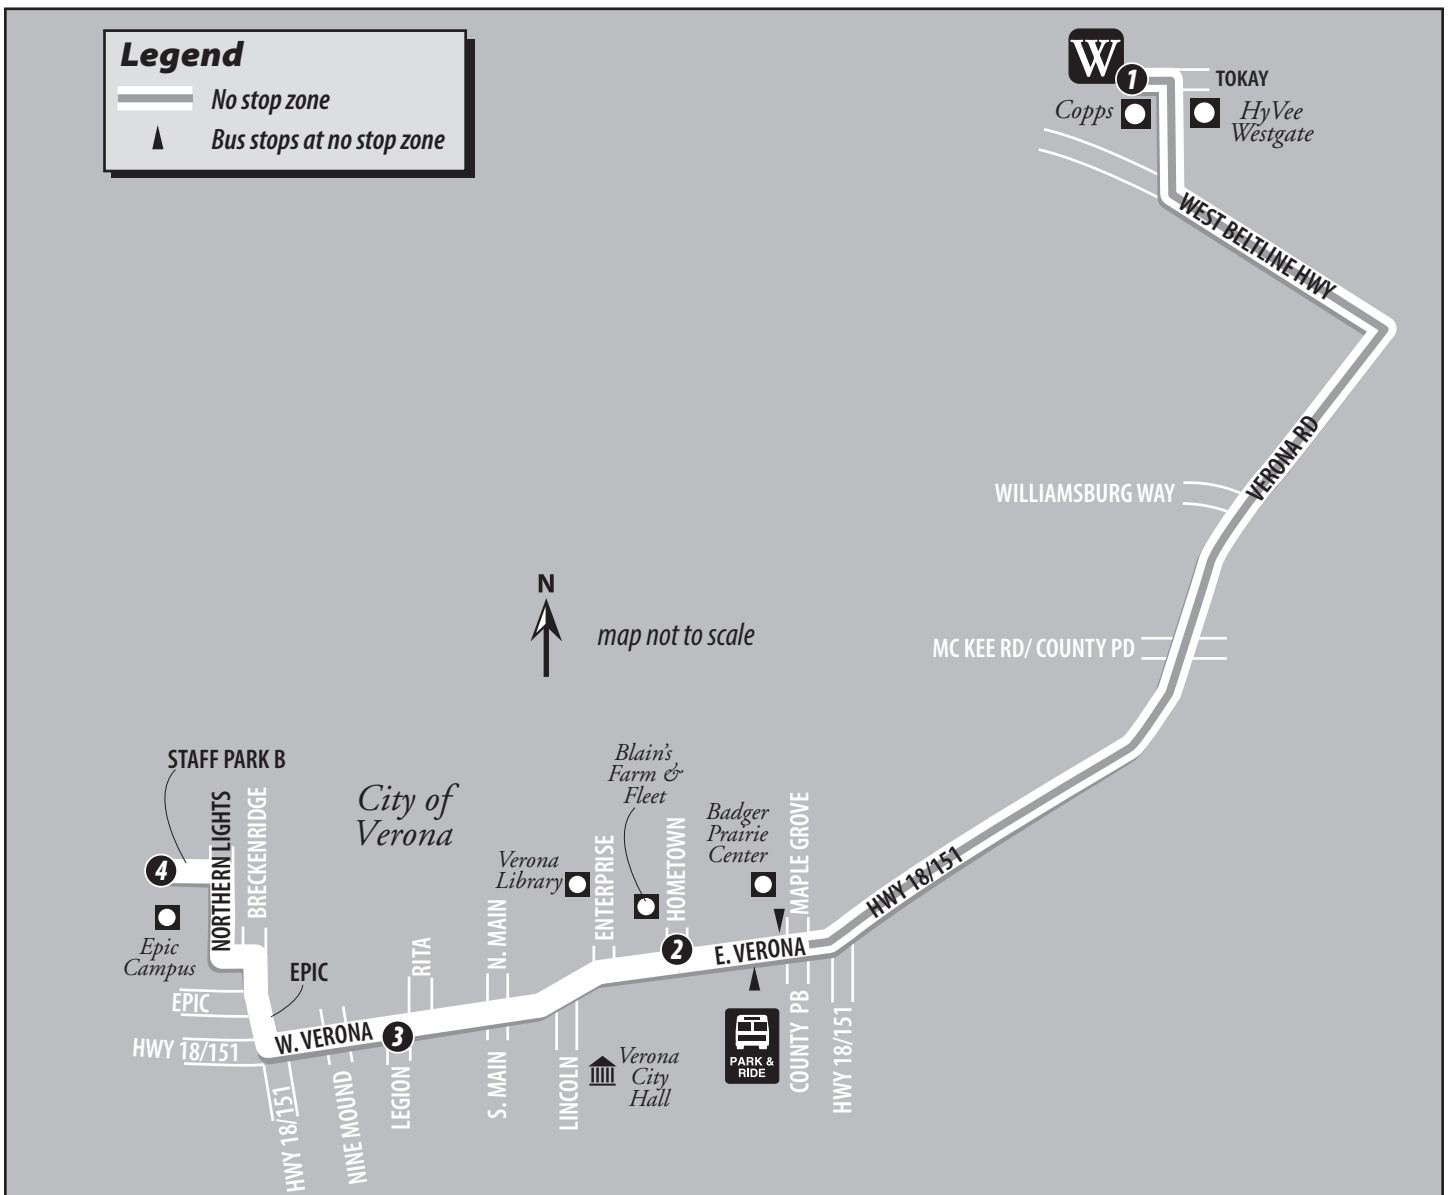 Legend
No stop zone
Bus stops at no stop zone
W
1
TOKAY
Copps
HyVee
Westgate
WEST BELTLINE HWY
VERONA RD
WILLIAMSBURG WAY
N
map not to scale
MC KEE RD/ COUNTY PD
STAFF PARK B
City of
Verona
Blain's
Farm &
Fleet
Badger
Prairie
Center
MAPLE GROVE
NORTHERN LIGHTS
BRECKENRIDGE
4
Verona
Library
ENTERPRISE
HOMETOWN
HWY 18/151
Epic
Campus
RITA
N. MAIN
2
E. VERONA
EPIC
EPIC
HWY 18/151
W. VERONA
3
PARK &
RIDE
COUNTY PB
HWY 18/151
Verona
City
Hall
HWY 18/151
NINE MOUND
LEGION
S. MAIN
LINCOLN